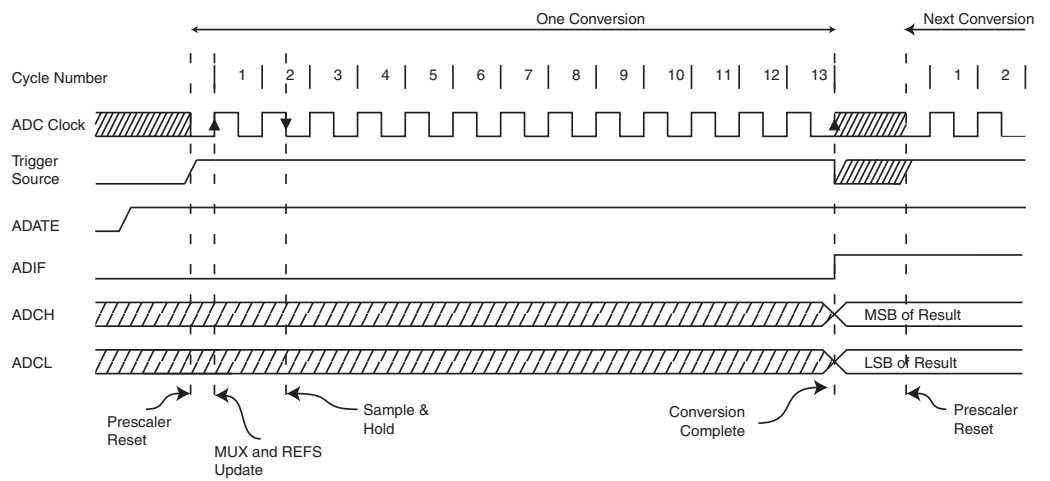 One Conversion Next Conversion
Cycle Number 1 2 3 4 5 6 7 8 9 10 11 12 13 1 2
ADC Clock
Trigger
Source
ADATE
ADIF
ADCH MSB of Result
ADCL LSB of Result
Prescaler
Reset
MUX and REFS
Update
Sample &
Hold
Conversion
Complete
Prescaler
Reset